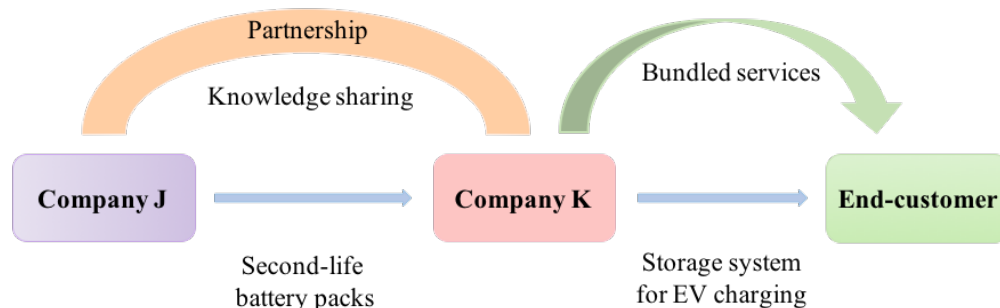 Partnership
Knowledge sharing
Bundled services
Company J
Company K
End-customer
Second-life
battery packs
Storage system
for EV charging